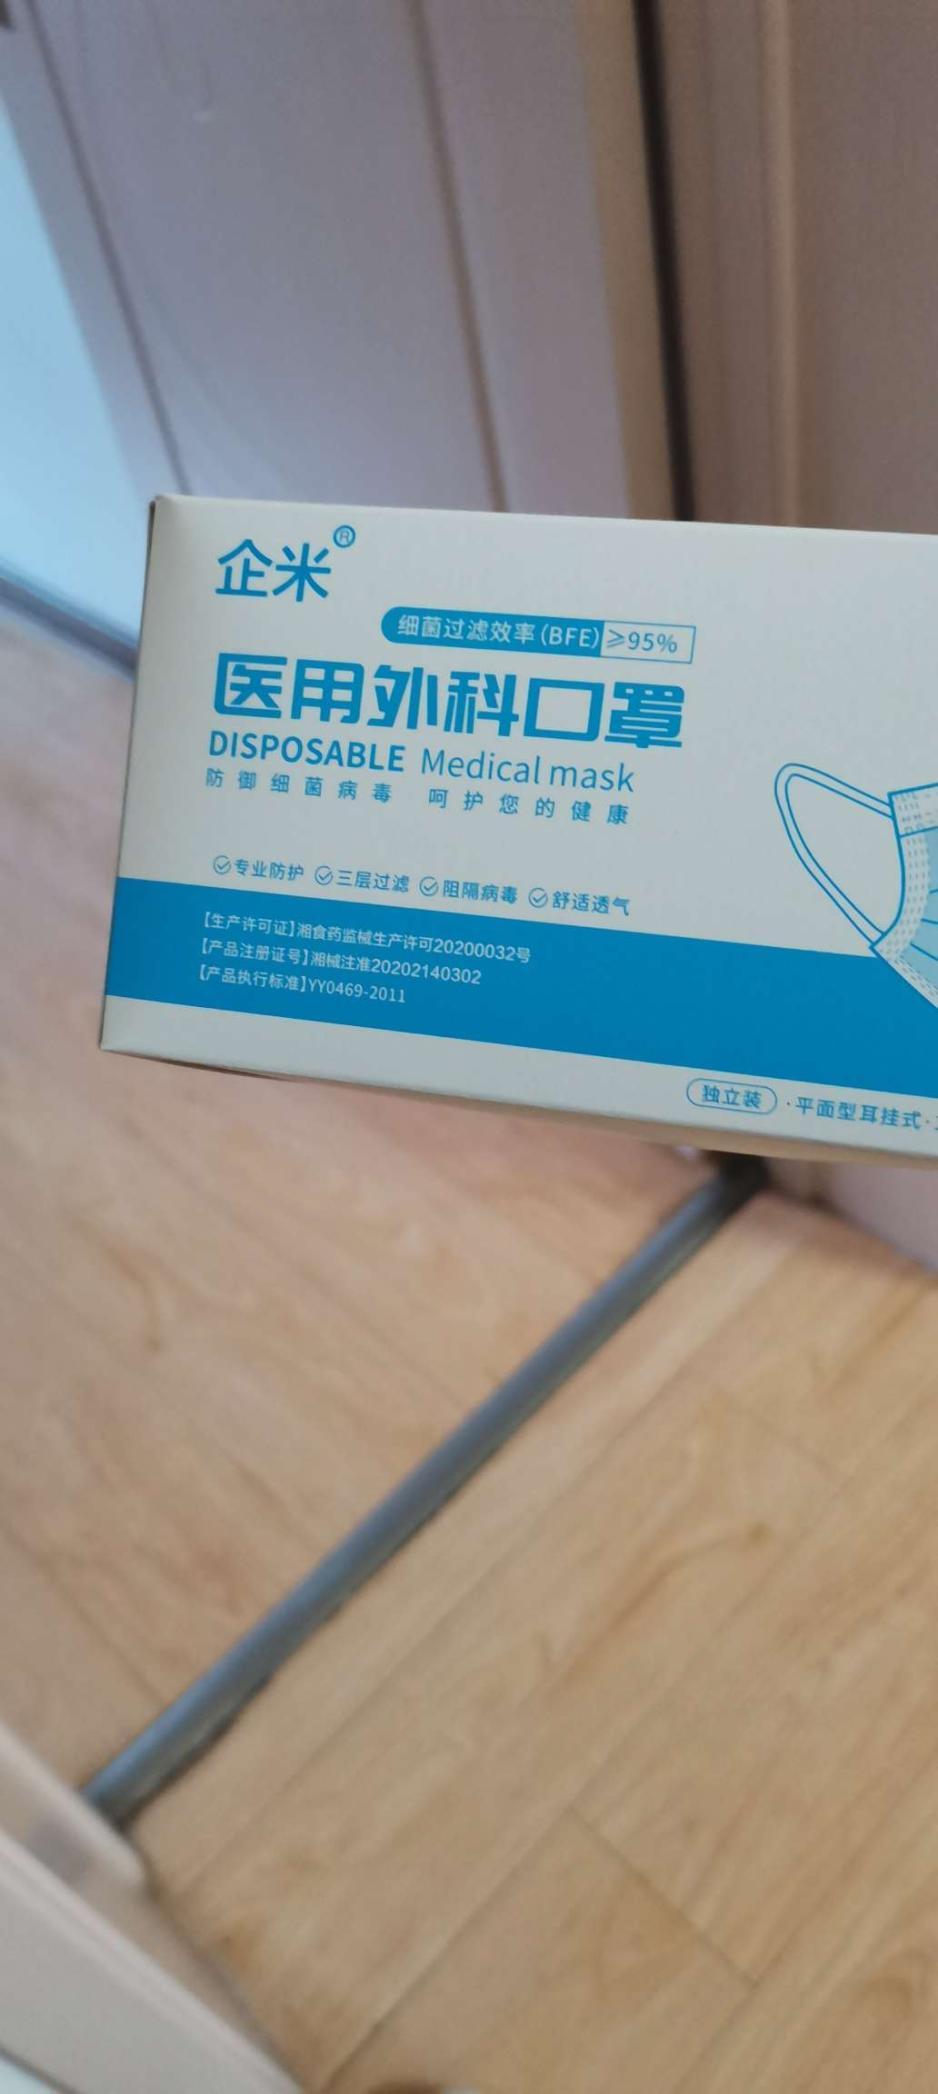 企米®
细菌过滤效率(BFE) ≥95%
医用外科口罩
DISPOSABLE Medical mask
防御细菌病毒 呵护您的健康
专业防护 三层过滤 阻隔病毒 舒适透气
【生产许可证】湘食药监械生产许可20200032号
【产品注册证号】湘械注准20202140302
【产品执行标准】YY0469-2011
独立装 ·平面型耳挂式·